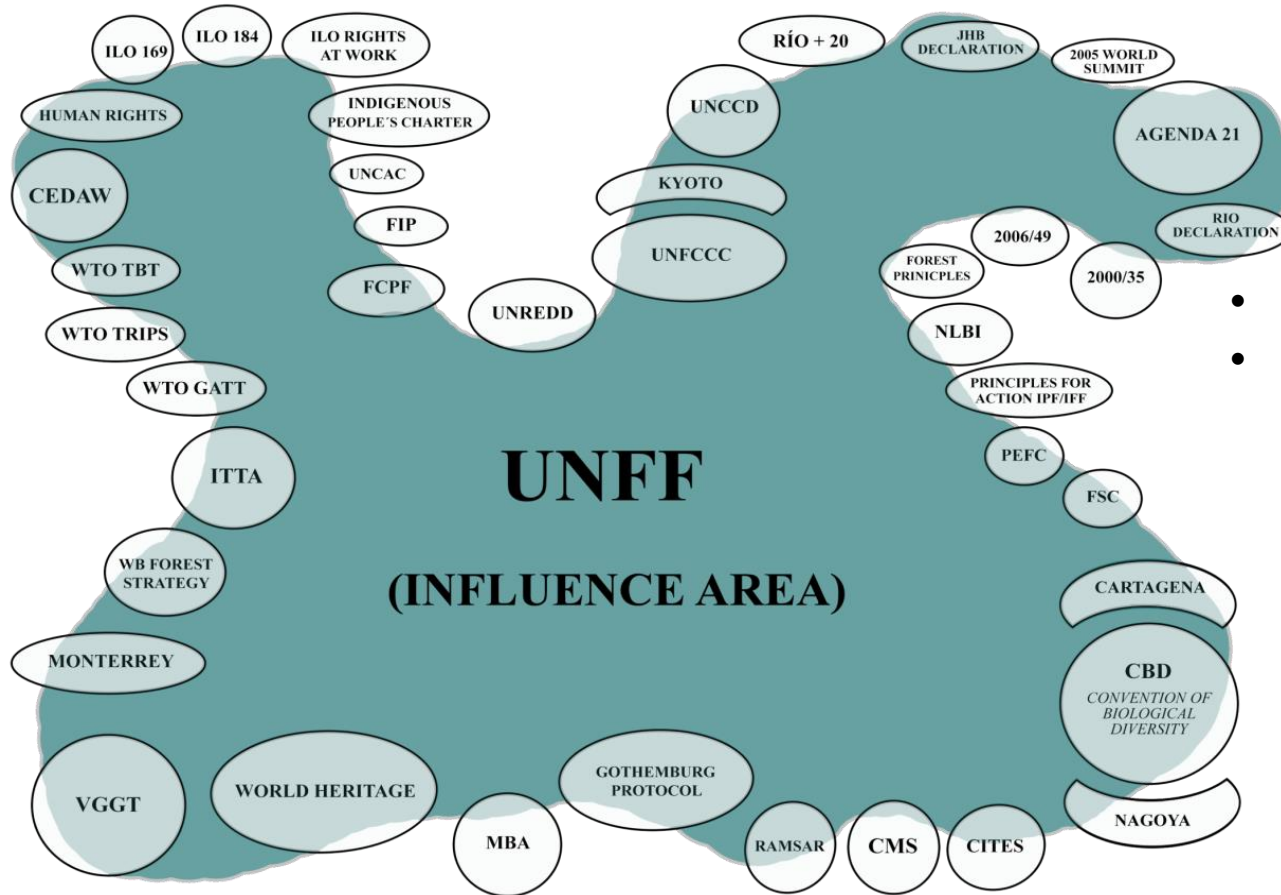 ILO 169
ILO 184
ILO RIGHTS
AT WORK
RÍO + 20
JHB
DECLARATION
2005 WORLD
SUMMIT
HUMAN RIGHTS
INDIGENOUS
PEOPLE´S CHARTER
UNCCD
AGENDA 21
CEDAW
UNCAC
KYOTO
FIP
UNFCCC
2006/49
RIO
DECLARATION
WTO TBT
FCPF
FOREST
PRINICPLES
2000/35
UNREDD
WTO TRIPS
NLBI
WTO GATT
PRINCIPLES FOR
ACTION IPF/IFF
ITTA
UNFF
PEFC
FSC
WB FOREST
STRATEGY
(INFLUENCE AREA)
CARTAGENA
MONTERREY
CBD
CONVENTION OF
BIOLOGICAL
DIVERSITY
VGGT
WORLD HERITAGE
GOTHEMBURG
PROTOCOL
NAGOYA
MBA
RAMSAR
CMS
CITES